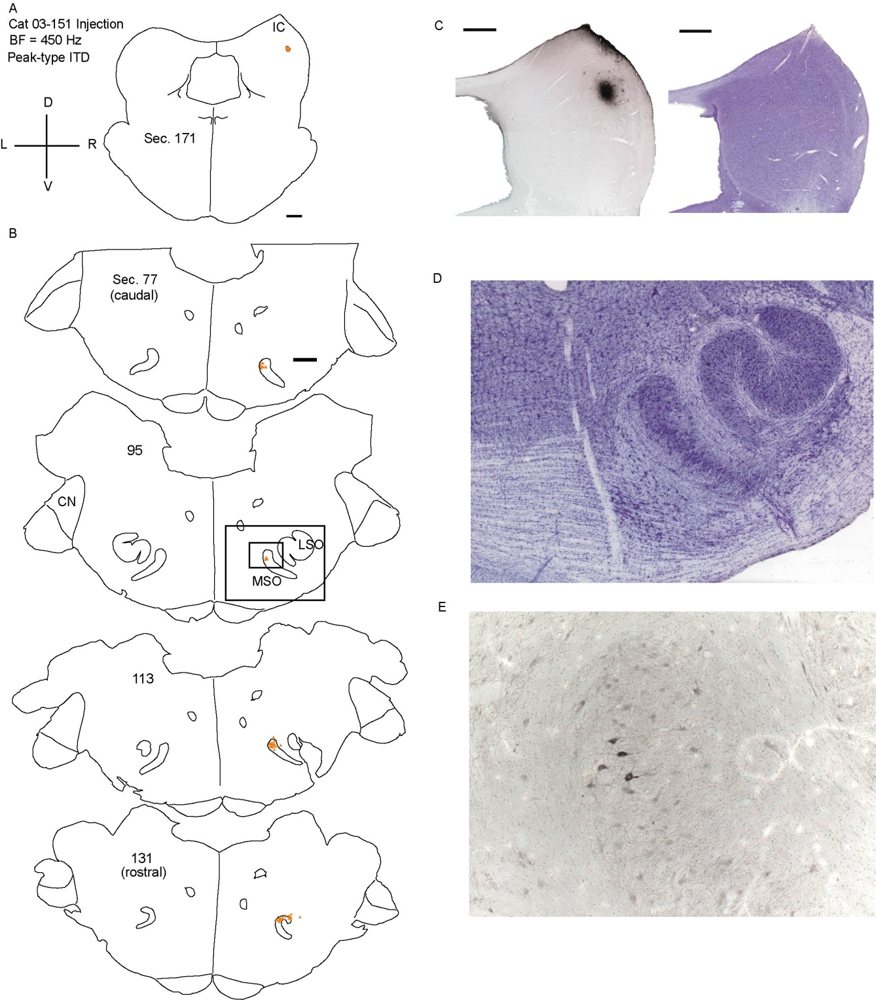 A
Cat 03-151 Injection
BF = 450 Hz
Peak-type ITD
IC
D
L
R
V
Sec. 171
B
Sec. 77
(caudal)
95
CN
LSO
MSO
113
131
(rostral)
C
D
E